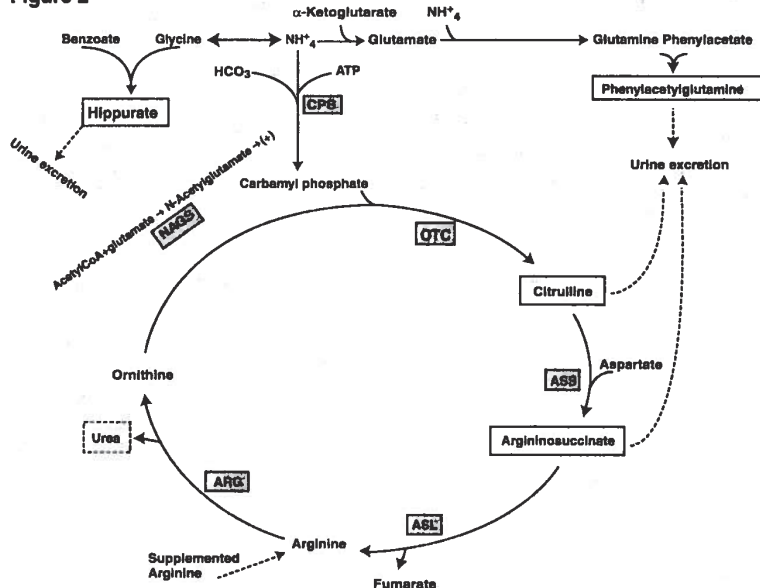 Figure 2
α-Ketoglutarate
NH⁺₄
Benzoate
Glycine
NH⁺₄
Glutamate
Glutamine Phenylacetate
HCO₃
ATP
CPS
Hippurate
Phenylacetylglutamine
Urine excretion
Urine excretion
AcetylCoA+glutamate → N-Acetylglutamate →(+)
NAGS
Carbamyl phosphate
OTC
Citrulline
Ornithine
Aspartate
ASS
Urea
Argininosuccinate
ARG
ASL
Arginine
Supplemented
Arginine
Fumarate